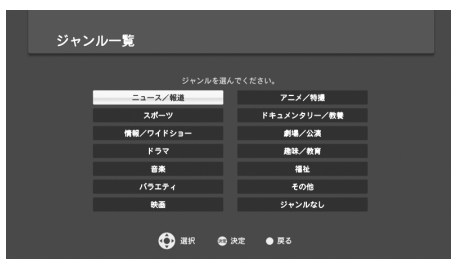 ジャンル一覧
ジャンルを選んでください。
ニュース／報道 アニメ／特撮
スポーツ ドキュメンタリー／教養
情報／ワイドショー 劇場／公演
ドラマ 趣味／教育
音楽 福祉
バラエティ その他
映画 ジャンルなし
選択 決定 戻る